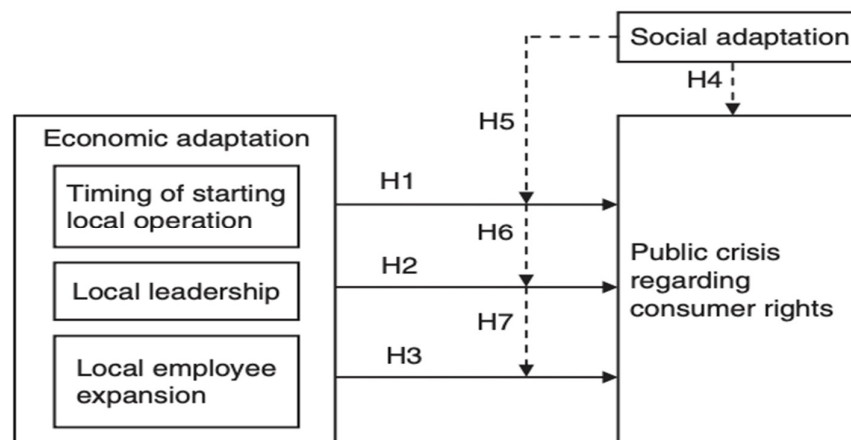 Social adaptation
H4
Economic adaptation
H5
Timing of starting
local operation
H1
H6
Local leadership
H2
Public crisis
regarding
consumer rights
H7
Local employee
expansion
H3